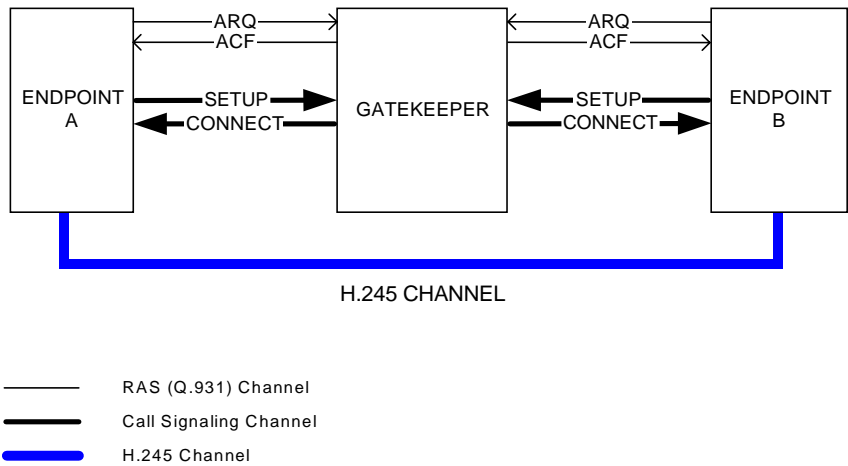 ARQ
ACF
ARQ
ACF
ENDPOINT
A
SETUP
CONNECT
GATEKEEPER
SETUP
CONNECT
ENDPOINT
B
H.245 CHANNEL
RAS (Q.931) Channel
Call Signaling Channel
H.245 Channel